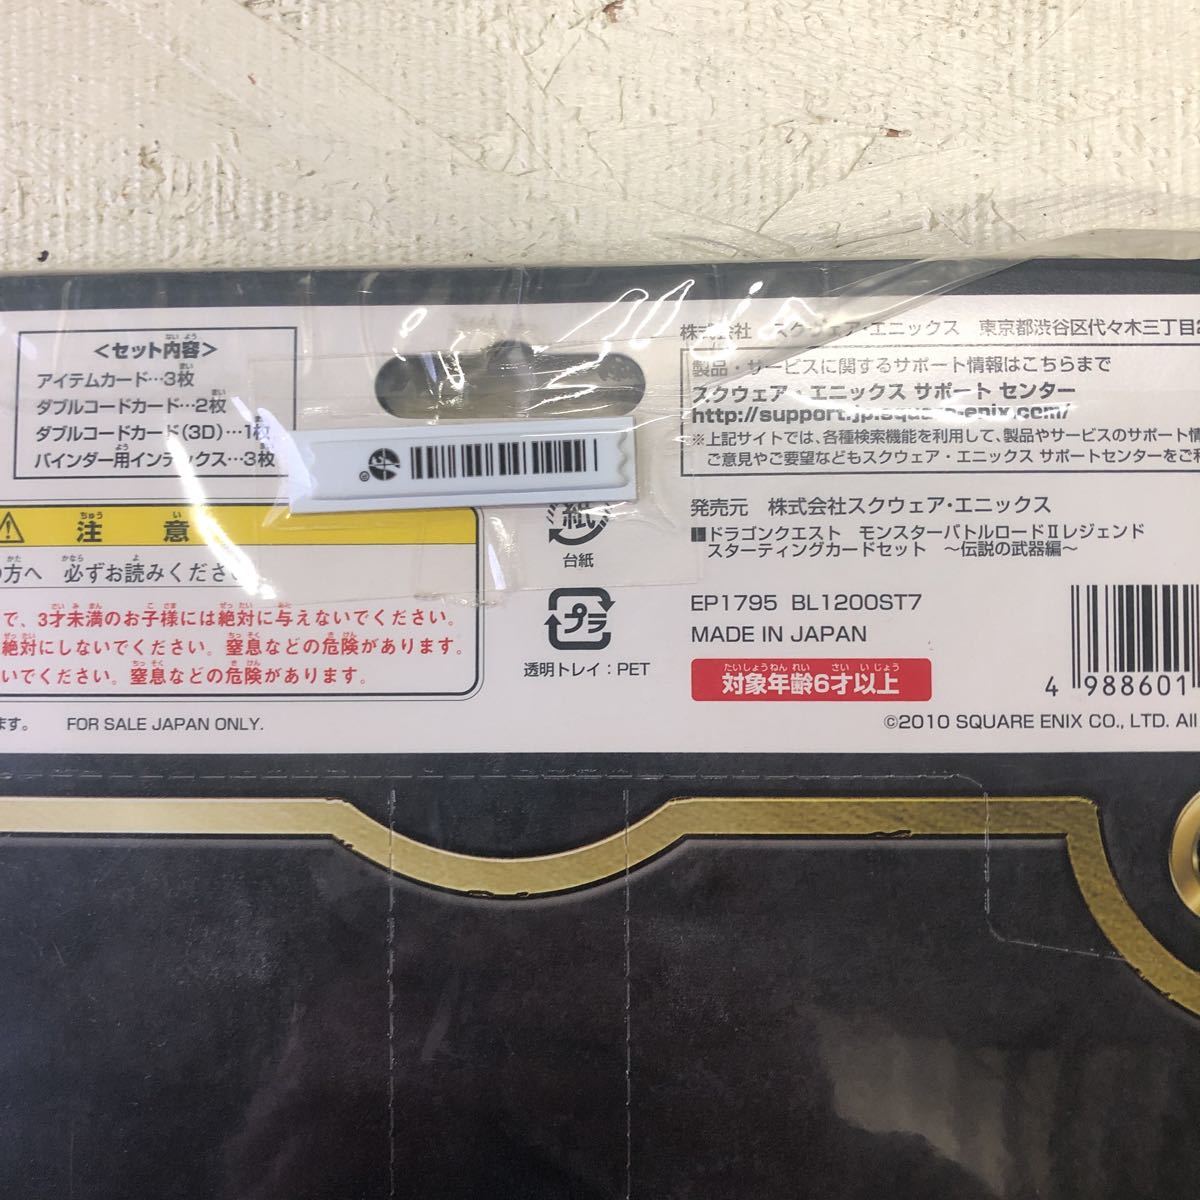 <セット内容>
アイテムカード…3枚
ダブルコードカード…2枚
ダブルコードカード(3D)…1枚
バインダー用インデックス…3枚
注意
の方へ 必ずお読みくださ
で、3才未満のお子様には絶対に与えないでください。
絶対にしないでください。窒息などの危険があります。
いでください。窒息などの危険があります。
ます。 FOR SALE JAPAN ONLY.
紙
台紙
プラ
透明トレイ:PET
株式会社 スクウェア・エニックス 東京都渋谷区代々木三丁目
製品・サービスに関するサポート情報はこちらまで
スクウェア・エニックス サポート センター
http://support.jp.square-enix.com/
※上記サイトでは、各種検索機能を利用して、製品やサービスのサポート情
ご意見やご要望などもスクウェア・エニックス サポートセンターをご利
発売元 株式会社スクウェア・エニックス
■ドラゴンクエスト モンスターバトルロードⅡレジェンド
スターティングカードセット ～伝説の武器編～
EP1795 BL1200ST7
MADE IN JAPAN
対象年齢6才以上
4 988601
©2010 SQUARE ENIX CO., LTD. All